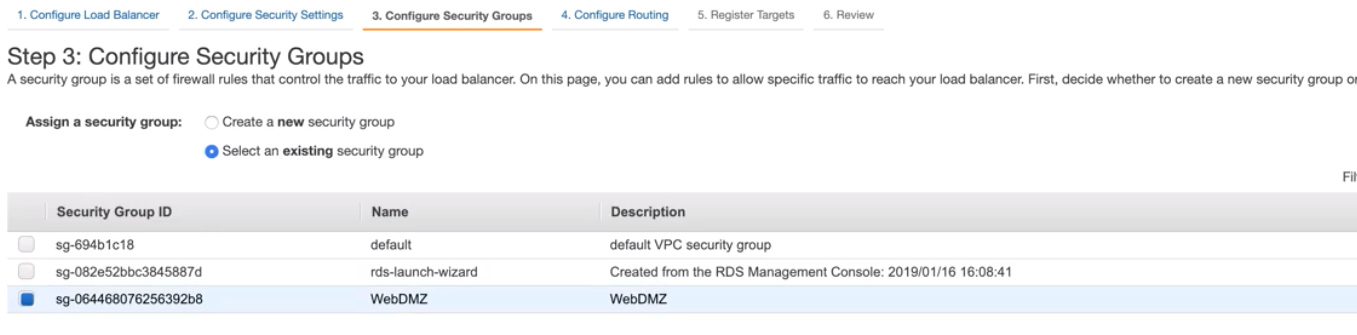 1. Configure Load Balancer 2. Configure Security Settings 3. Configure Security Groups 4. Configure Routing 5. Register Targets 6. Review
Step 3: Configure Security Groups
A security group is a set of firewall rules that control the traffic to your load balancer. On this page, you can add rules to allow specific traffic to reach your load balancer. First, decide whether to create a new security group or
Assign a security group: Create a new security group
Select an existing security group
Fil
Security Group ID Name Description
sg-694b1c18 default default VPC security group
sg-082e52bbc3845887d rds-launch-wizard Created from the RDS Management Console: 2019/01/16 16:08:41
sg-064468076256392b8 WebDMZ WebDMZ